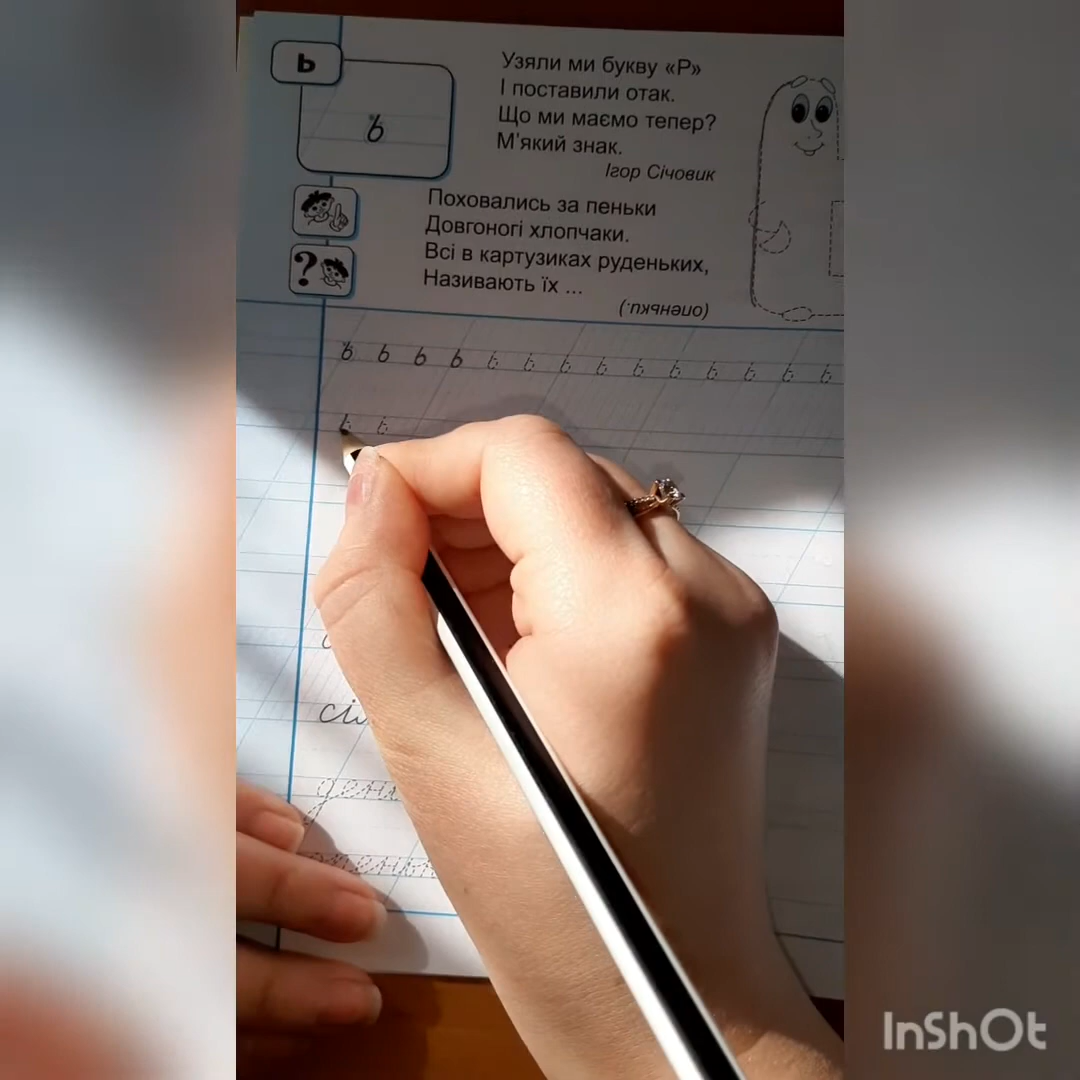 ь
ь
Узяли ми букву «Р»
І поставили отак.
Що ми маємо тепер?
М'який знак.
Ігор Січовик
Поховались за пеньки
Довгоногі хлопчаки.
Всі в картузиках руденьких,
Називають їх ...
(опеньки.)
?
ь ь ь ь ь ь ь ь ь ь ь ь ь ь
ь ь
InShOt